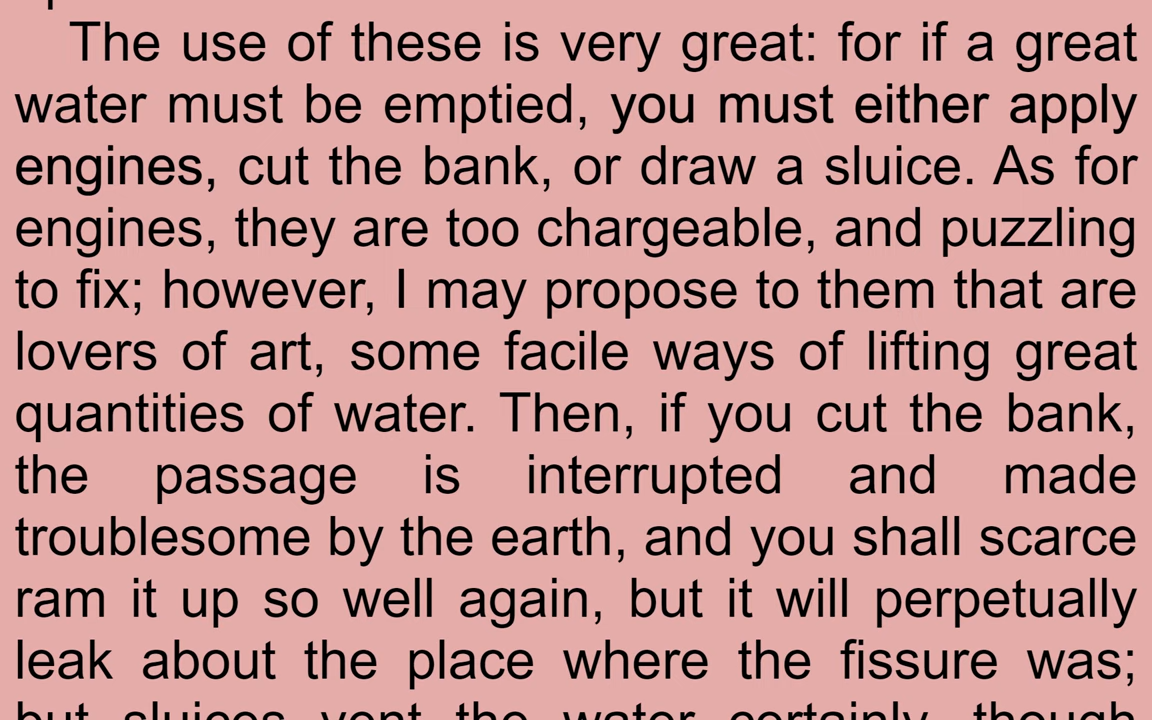 The use of these is very great: for if a great
water must be emptied, you must either apply
engines, cut the bank, or draw a sluice. As for
engines, they are too chargeable, and puzzling
to fix; however, I may propose to them that are
lovers of art, some facile ways of lifting great
quantities of water. Then, if you cut the bank,
the passage is interrupted and made
troublesome by the earth, and you shall scarce
ram it up so well again, but it will perpetually
leak about the place where the fissure was;
but sluices vent the water certainly, though